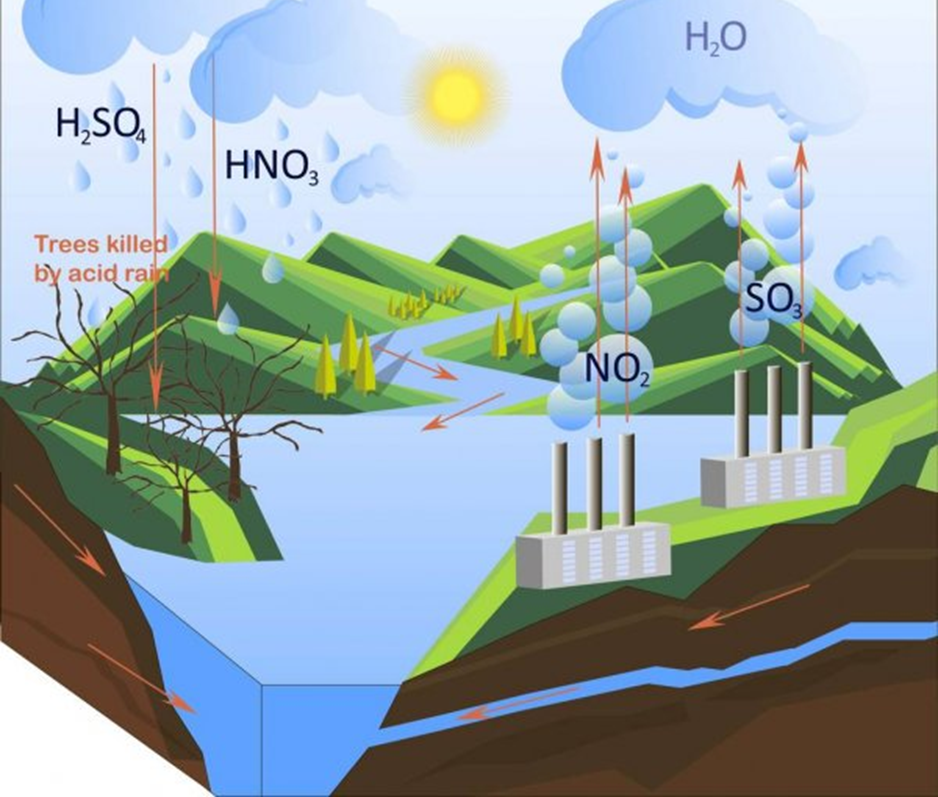 H₂O
H₂SO₄
HNO₃
Trees killed
by acid rain
SO₃
NO₂